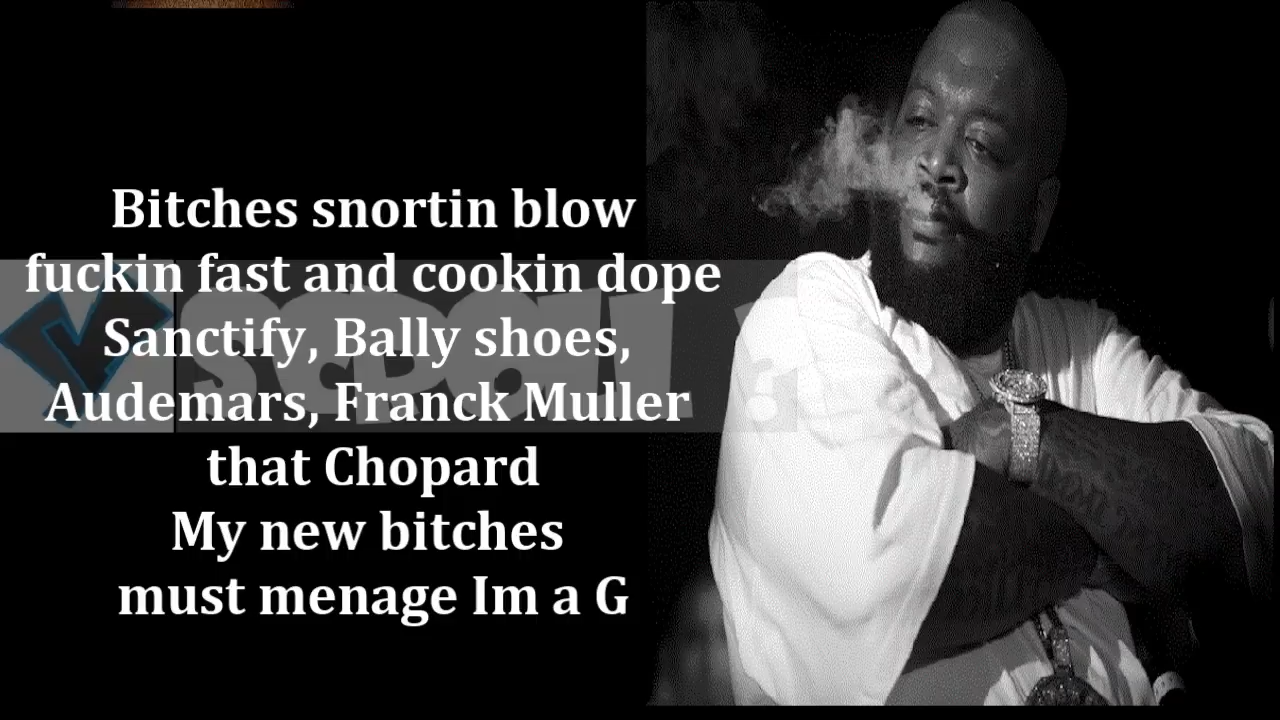 Bitches snortin blow
fuckin fast and cookin dope
Sanctify, Bally shoes,
Audemars, Franck Muller
that Chopard
My new bitches
must menage Im a G